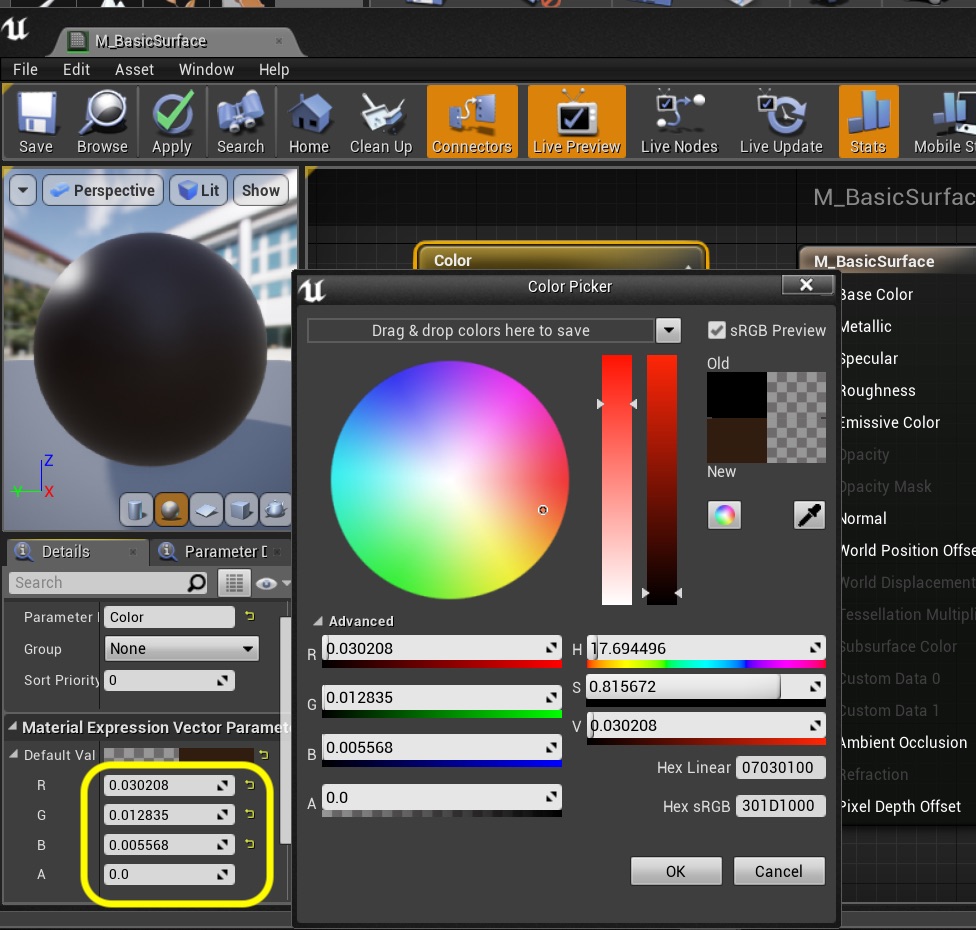 M_BasicSurface
File Edit Asset Window Help
Save Browse Apply Search Home Clean Up Connectors Live Preview Live Nodes Live Update Stats Mobile S
Perspective Lit Show
M_BasicSurfac
Color
M_BasicSurface
Base Color
Metallic
Specular
Roughness
Emissive Color
Opacity
Opacity Mask
Normal
World Position Offse
World Displacement
Tessellation Multipli
Subsurface Color
Custom Data 0
Custom Data 1
Ambient Occlusion
Refraction
Pixel Depth Offset
Z
Y X
Details Parameter D
Search
Parameter Color
Group None
Sort Priority 0
Material Expression Vector Paramet
Default Val
R 0.030208
G 0.012835
B 0.005568
A 0.0
Color Picker
Drag & drop colors here to save
sRGB Preview
Old
New
Advanced
R 0.030208
G 0.012835
B 0.005568
A 0.0
H 17.694496
S 0.815672
V 0.030208
Hex Linear 07030100
Hex sRGB 301D1000
OK Cancel